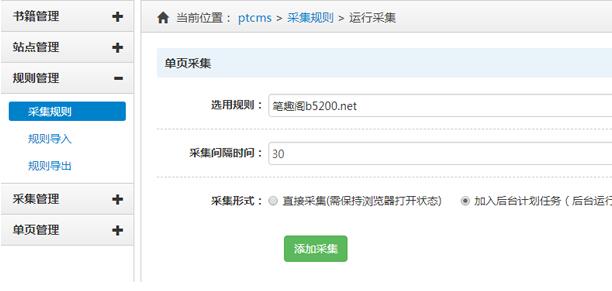 书籍管理
站点管理
规则管理
采集规则
规则导入
规则导出
采集管理
单页管理
当前位置： ptcms > 采集规则 > 运行采集
单页采集
选用规则： 笔趣阁b5200.net
采集间隔时间： 30
采集形式： 直接采集(需保持浏览器打开状态) 加入后台计划任务 ( 后台运行
添加采集